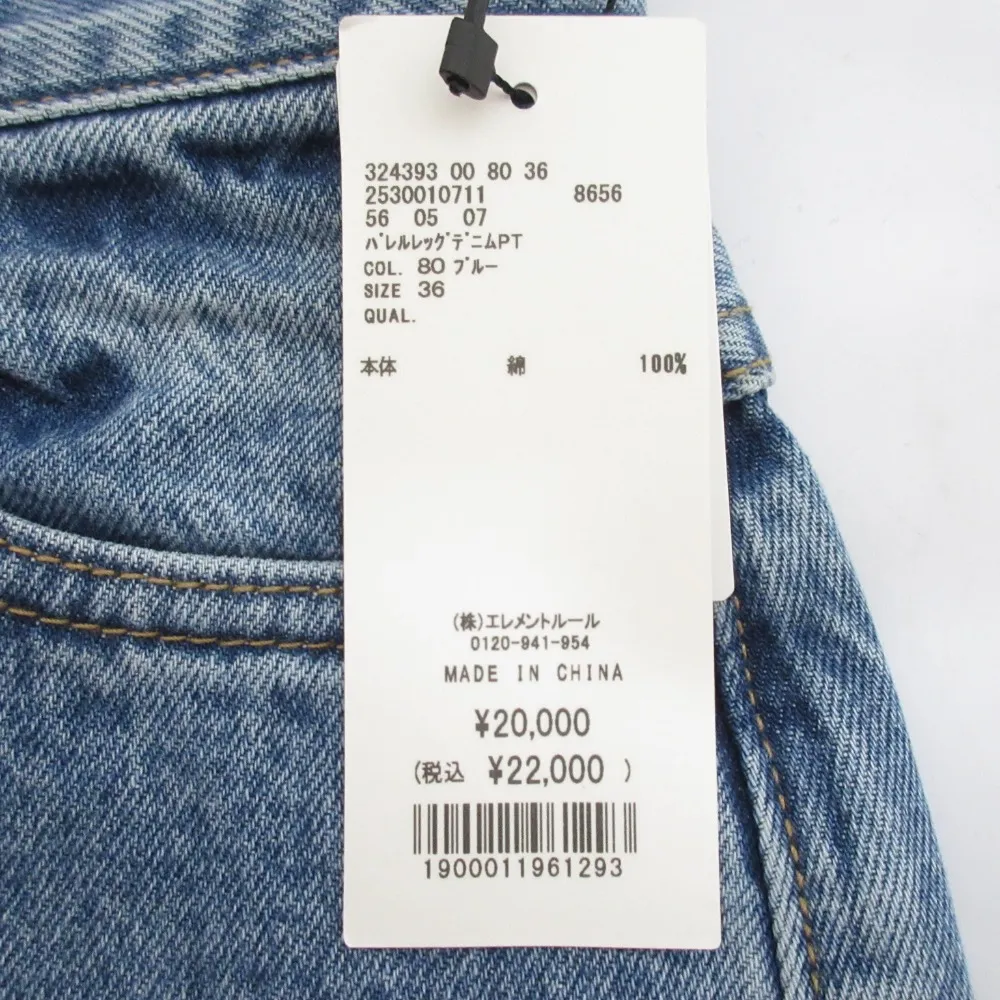 324393 00 80 36
2530010711 8656
56 05 07
ﾊﾞﾚﾙﾚｯｸﾞﾃﾞﾆﾑPT
COL. 80 ﾌﾞﾙｰ
SIZE 36
QUAL.
本体 綿 100%
(株)エレメントルール
0120-941-954
MADE IN CHINA
¥20,000
(税込 ¥22,000 )
1900011961293